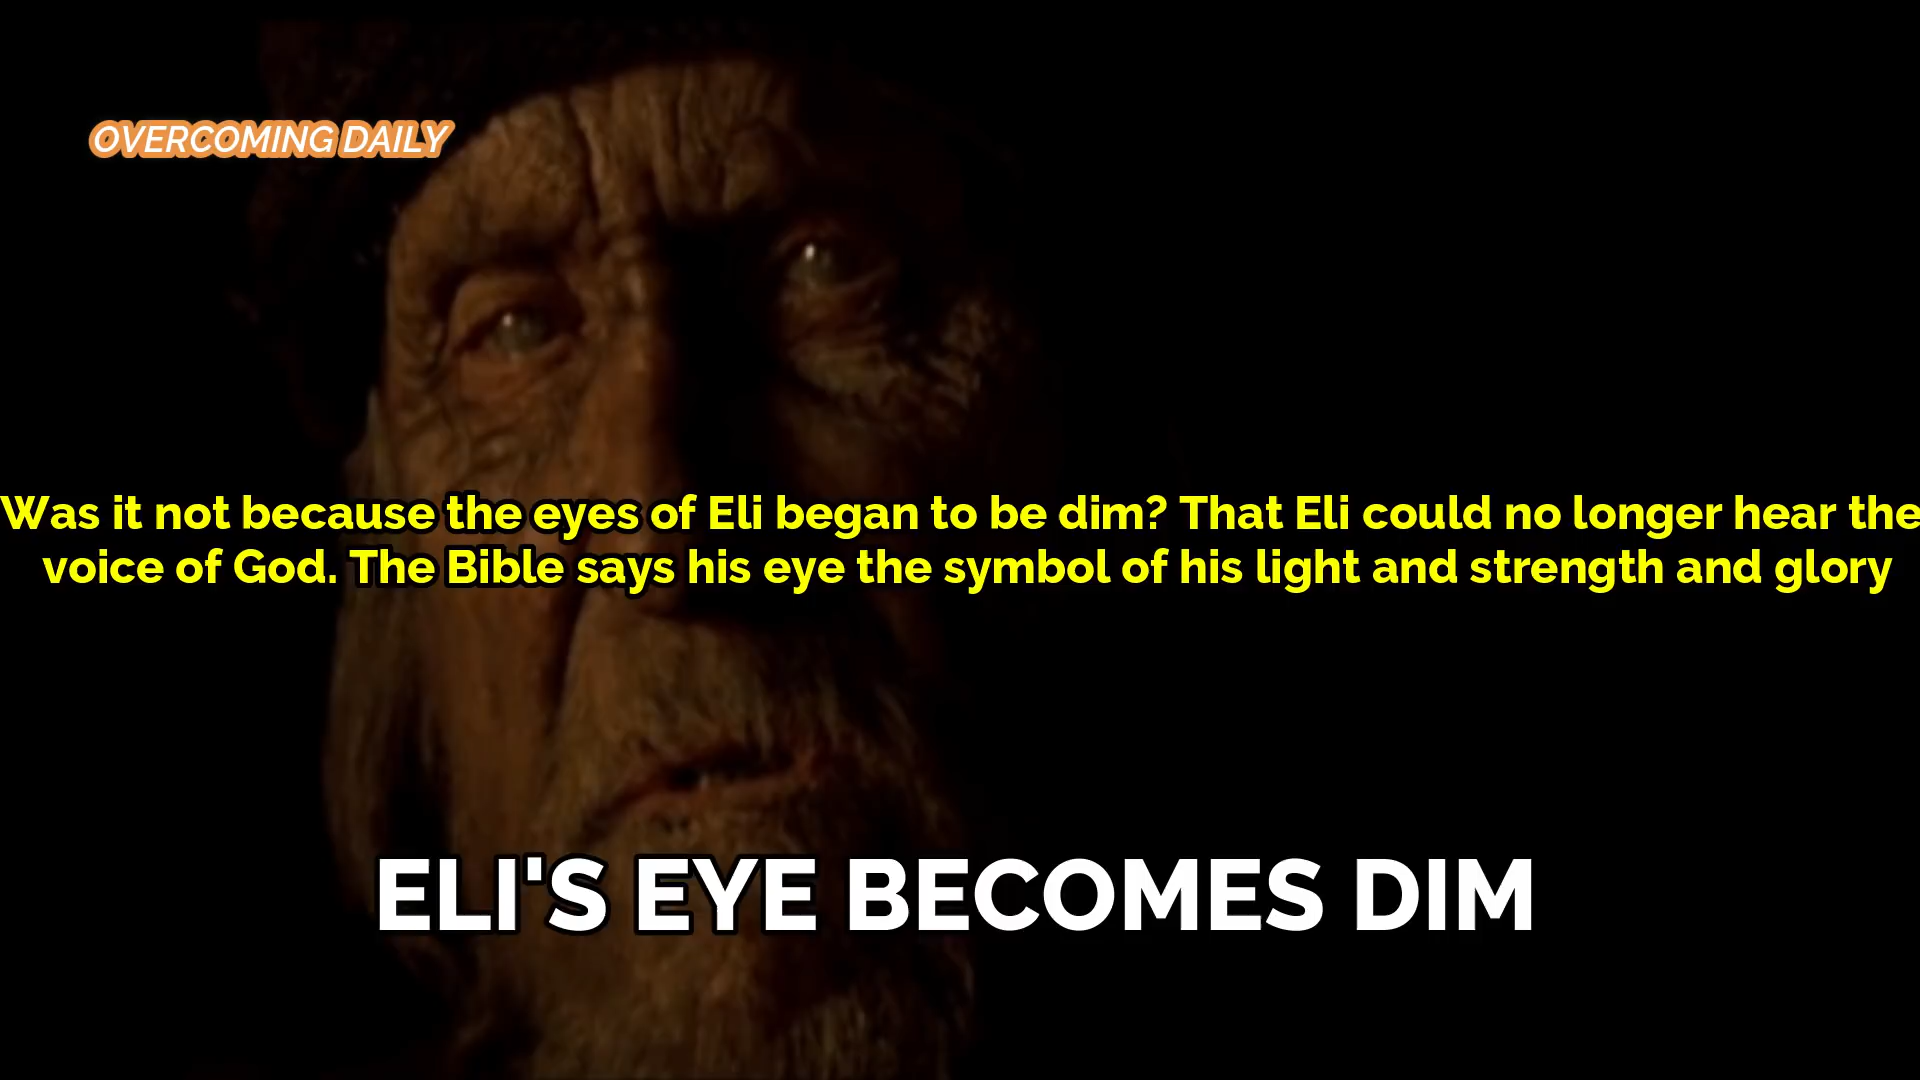 OVERCOMING DAILY
Was it not because the eyes of Eli began to be dim? That Eli could no longer hear the
voice of God. The Bible says his eye the symbol of his light and strength and glory
ELI'S EYE BECOMES DIM